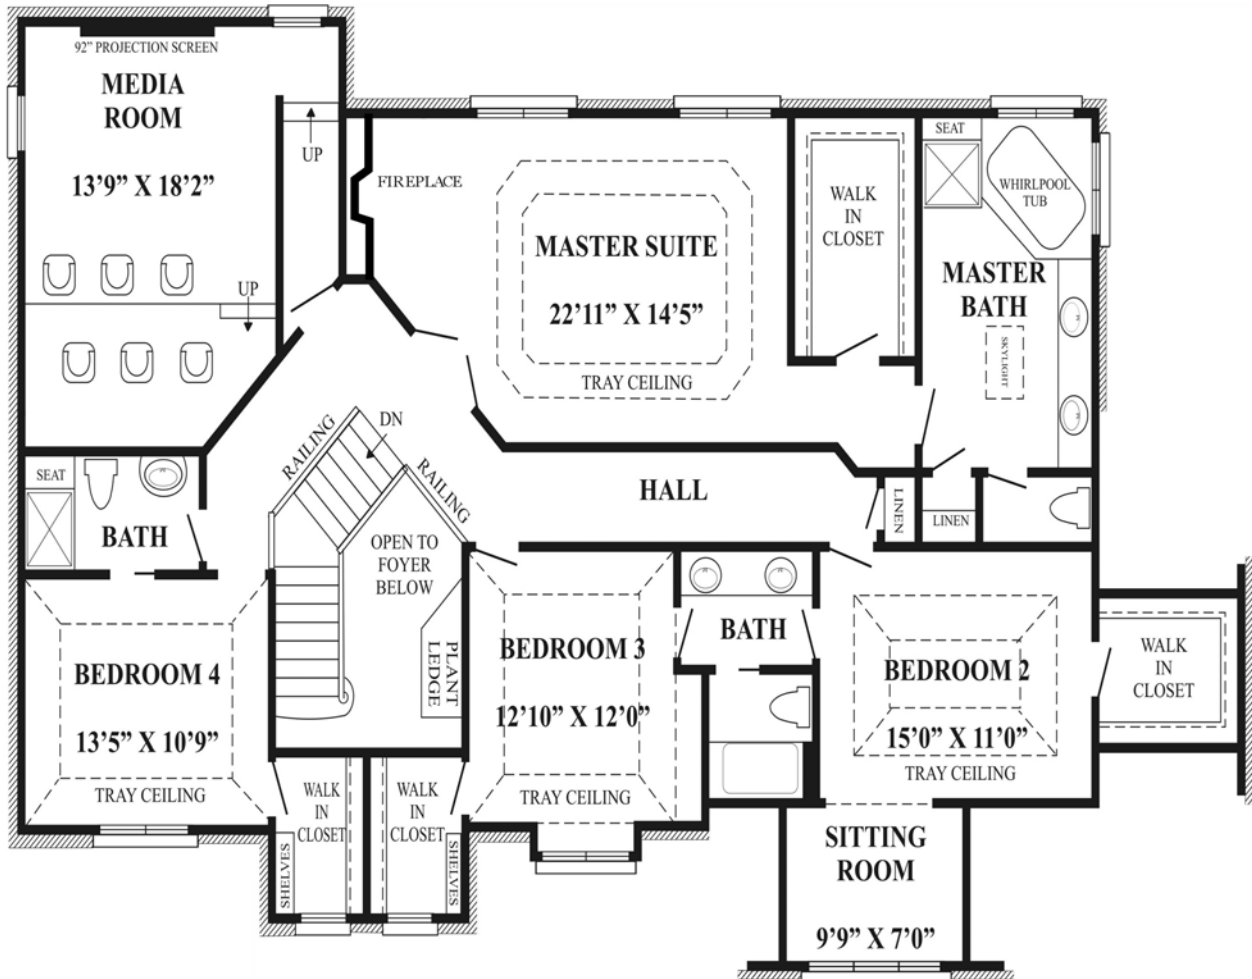 92” PROJECTION SCREEN
MEDIA
ROOM
13’9” X 18’2”
UP
UP
FIREPLACE
MASTER SUITE
22’11” X 14’5”
TRAY CEILING
WALK
IN
CLOSET
SEAT
WHIRLPOOL
TUB
MASTER
BATH
SKYLIGHT
RAILING
DN
RAILING
HALL
LINEN
LINEN
SEAT
BATH
OPEN TO
FOYER
BELOW
PLANT
LEDGE
BEDROOM 4
13’5” X 10’9”
TRAY CEILING
BEDROOM 3
12’10” X 12’0”
TRAY CEILING
BATH
BEDROOM 2
15’0” X 11’0”
TRAY CEILING
WALK
IN
CLOSET
WALK
IN
CLOSET
SHELVES
WALK
IN
CLOSET
SHELVES
SITTING
ROOM
9’9” X 7’0”